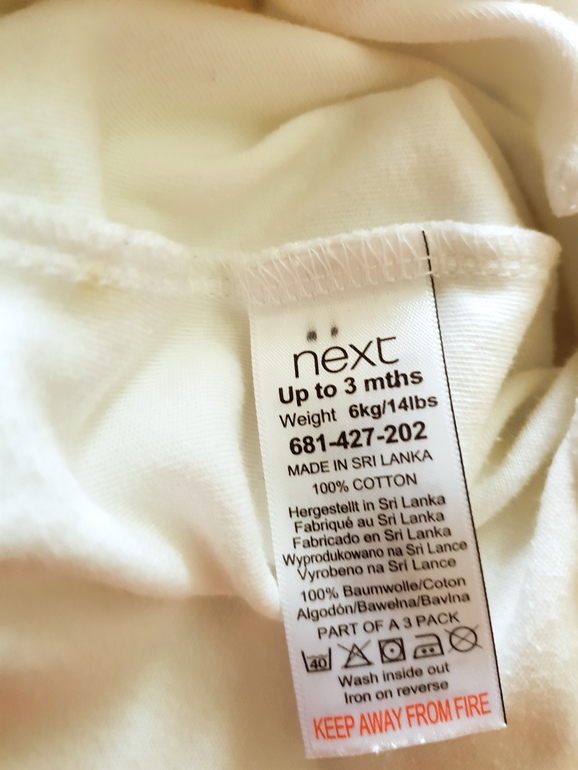 next
Up to 3 mths
Weight 6kg/14lbs
681-427-202
MADE IN SRI LANKA
100% COTTON
Hergestellt in Sri Lanka
Fabriqué au Sri Lanka
Fabricado en Sri Lanka
Wyprodukowano na Sri Lance
Vyrobeno na Srí Lance
100% Baumwolle/Coton
Algodón/Bawełna/Bavlna
PART OF A 3 PACK
40
Wash inside out
Iron on reverse
KEEP AWAY FROM FIRE